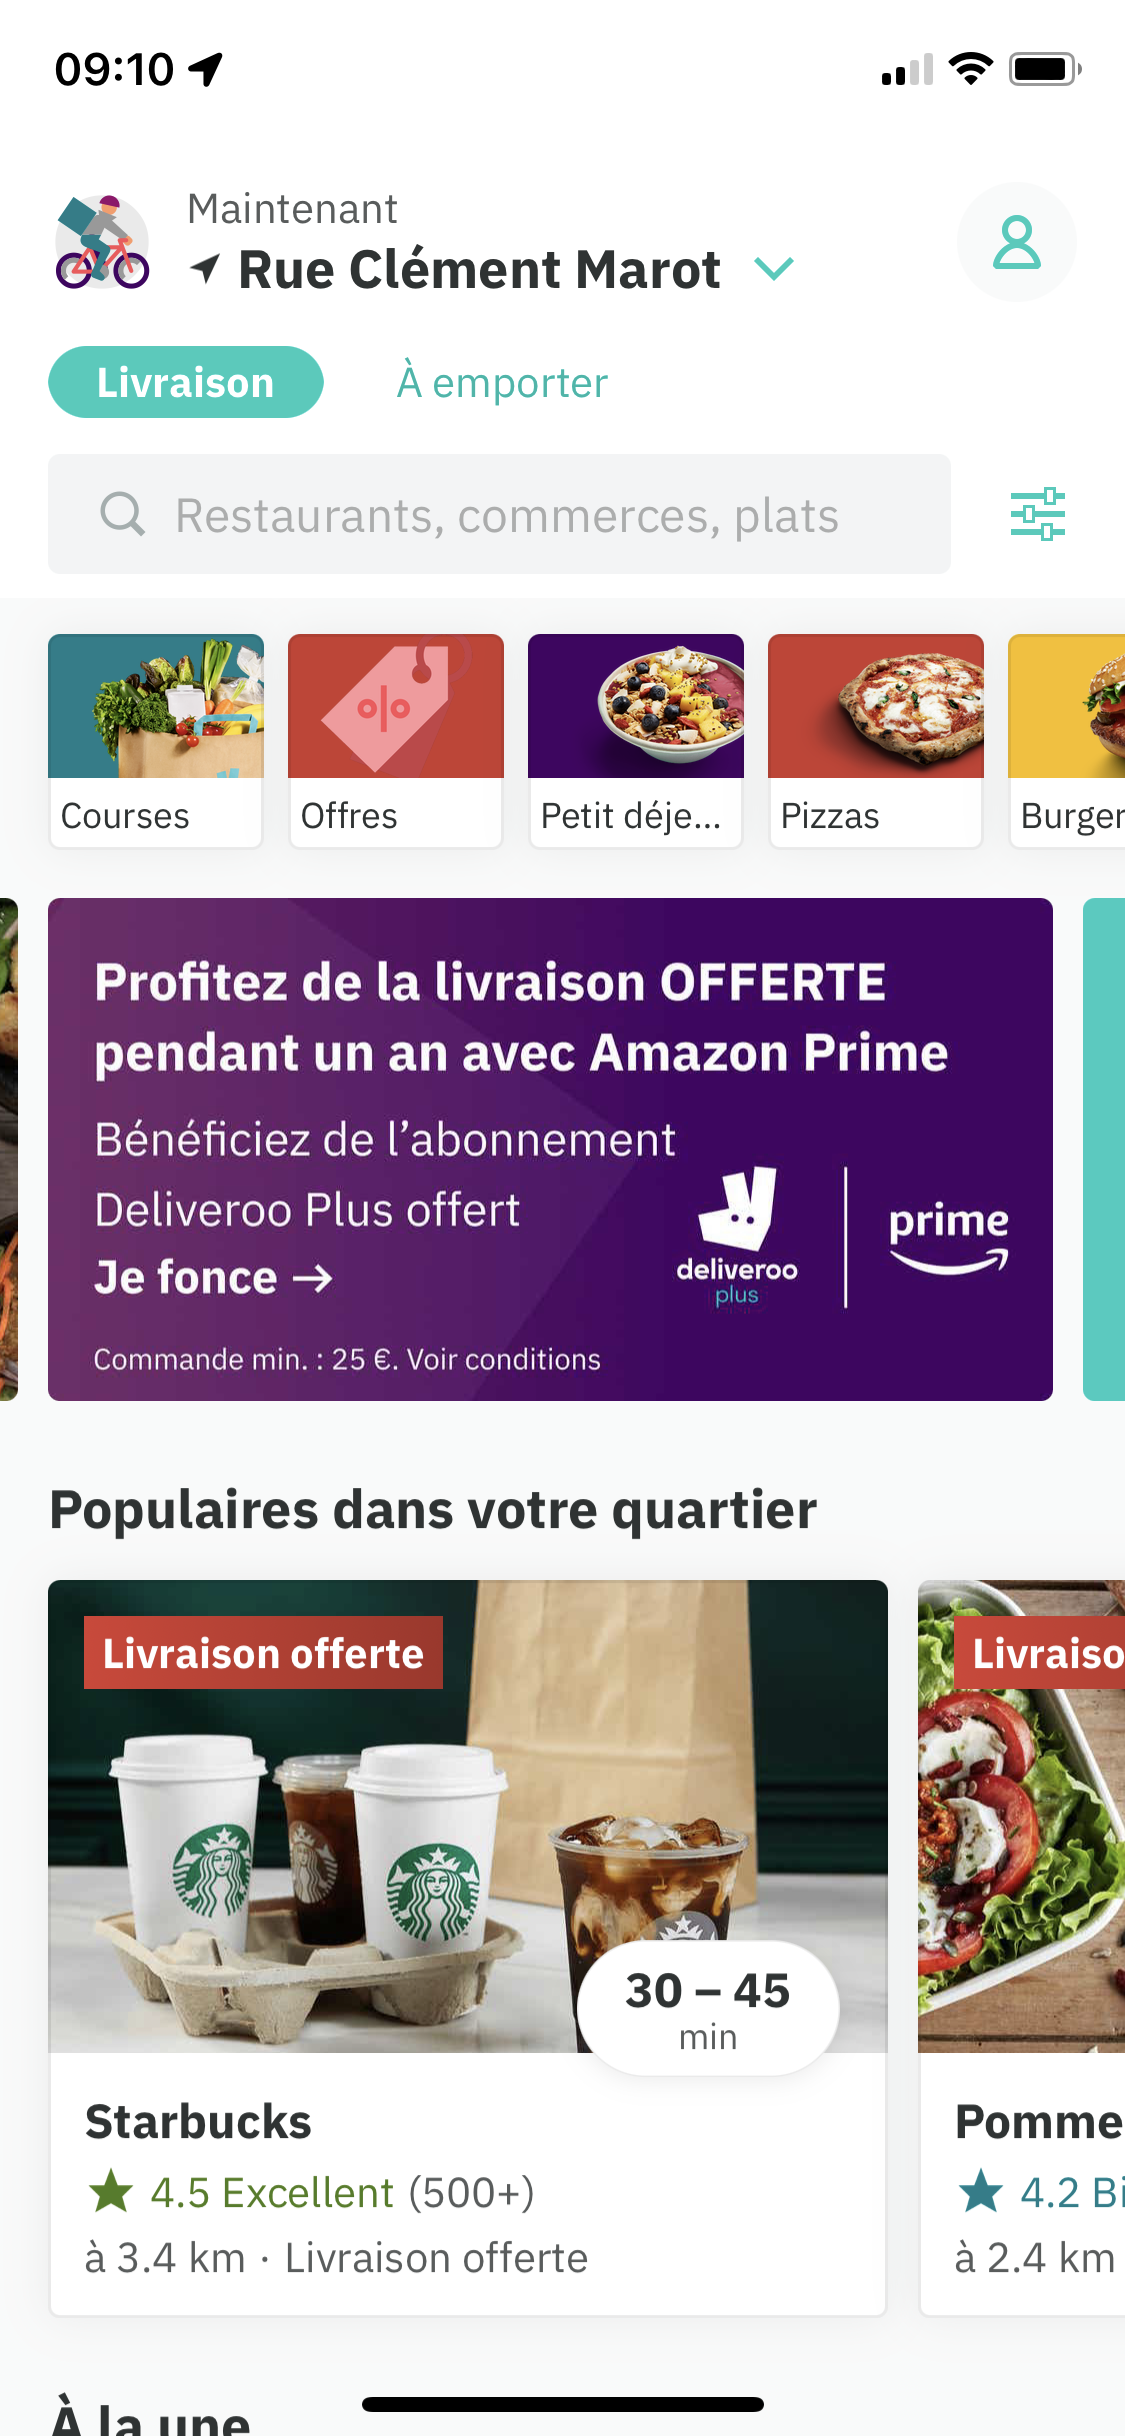 09:10
Maintenant
Rue Clément Marot
Livraison
À emporter
Restaurants, commerces, plats
Courses
Offres
Petit déje...
Pizzas
Burger
Profitez de la livraison OFFERTE
pendant un an avec Amazon Prime
Bénéficiez de l’abonnement
Deliveroo Plus offert
Je fonce →
deliveroo
plus
prime
Commande min. : 25 €. Voir conditions
Populaires dans votre quartier
Livraison offerte
Livraiso
30 – 45
min
Starbucks
4.5 Excellent (500+)
à 3.4 km · Livraison offerte
Pomme
4.2 Bi
à 2.4 km
À la une